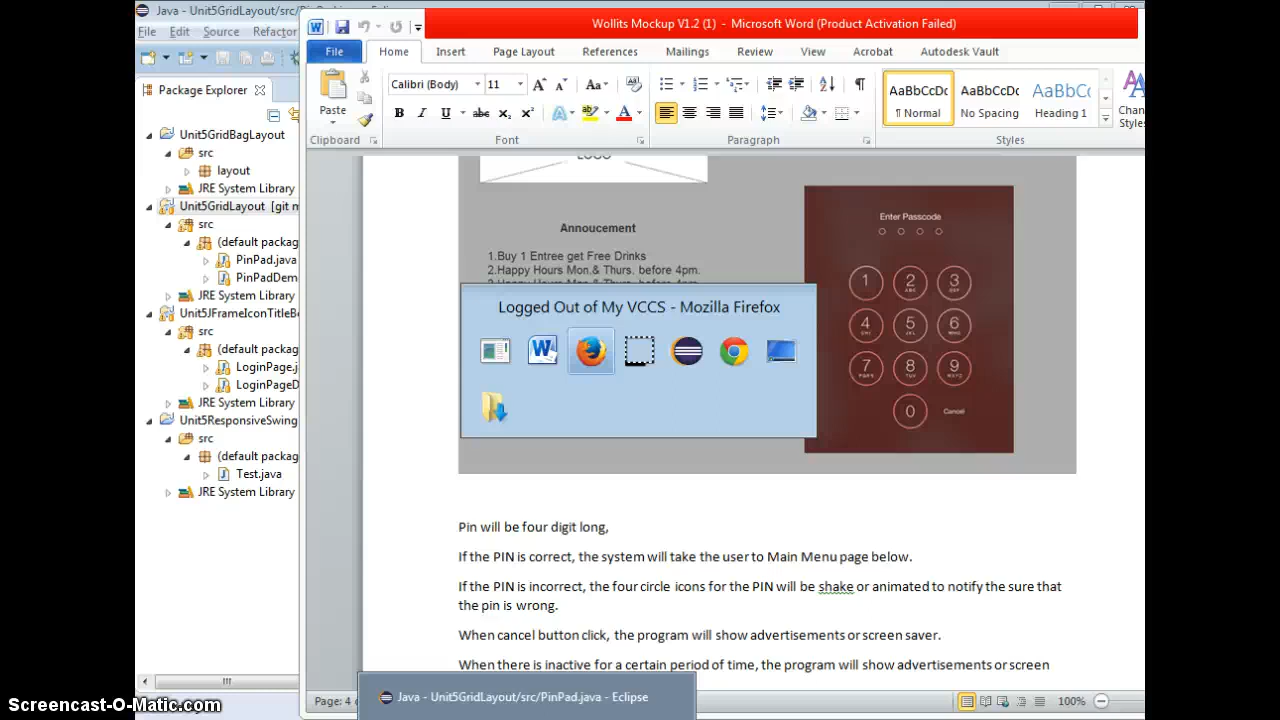 Java - Unit5GridLayout/src/
Wollits Mockup V1.2 (1) - Microsoft Word (Product Activation Failed)
File Edit Source Refactor
File Home Insert Page Layout References Mailings Review View Acrobat Autodesk Vault
Package Explorer
Paste
Calibri (Body) 11
AaBbCcDc AaBbCcDc AaBbCc
¶ Normal No Spacing Heading 1
Clipboard Font Paragraph Styles
Unit5GridBagLayout
src
layout
JRE System Library
Unit5GridLayout [git m
src
(default packag
PinPad.java
PinPadDem
JRE System Library
Unit5JFrameIconTitleB
src
(default packag
LoginPage.j
LoginPageD
JRE System Library
Unit5ResponsiveSwing
src
(default packag
Test.java
JRE System Library
LOGO
Annoucement
1.Buy 1 Entree get Free Drinks
2.Happy Hours Mon.& Thurs. before 4pm.
Enter Passcode
1 2 ABC 3 DEF
4 GHI 5 JKL 6 MNO
7 PQRS 8 TUV 9 WXYZ
0 Cancel
Logged Out of My VCCS - Mozilla Firefox
Pin will be four digit long,
If the PIN is correct, the system will take the user to Main Menu page below.
If the PIN is incorrect, the four circle icons for the PIN will be shake or animated to notify the sure that
the pin is wrong.
When cancel button click, the program will show advertisements or screen saver.
When there is inactive for a certain period of time, the program will show advertisements or screen
Page: 4 o
Java - Unit5GridLayout/src/PinPad.java - Eclipse
100%
Screencast-O-Matic.com